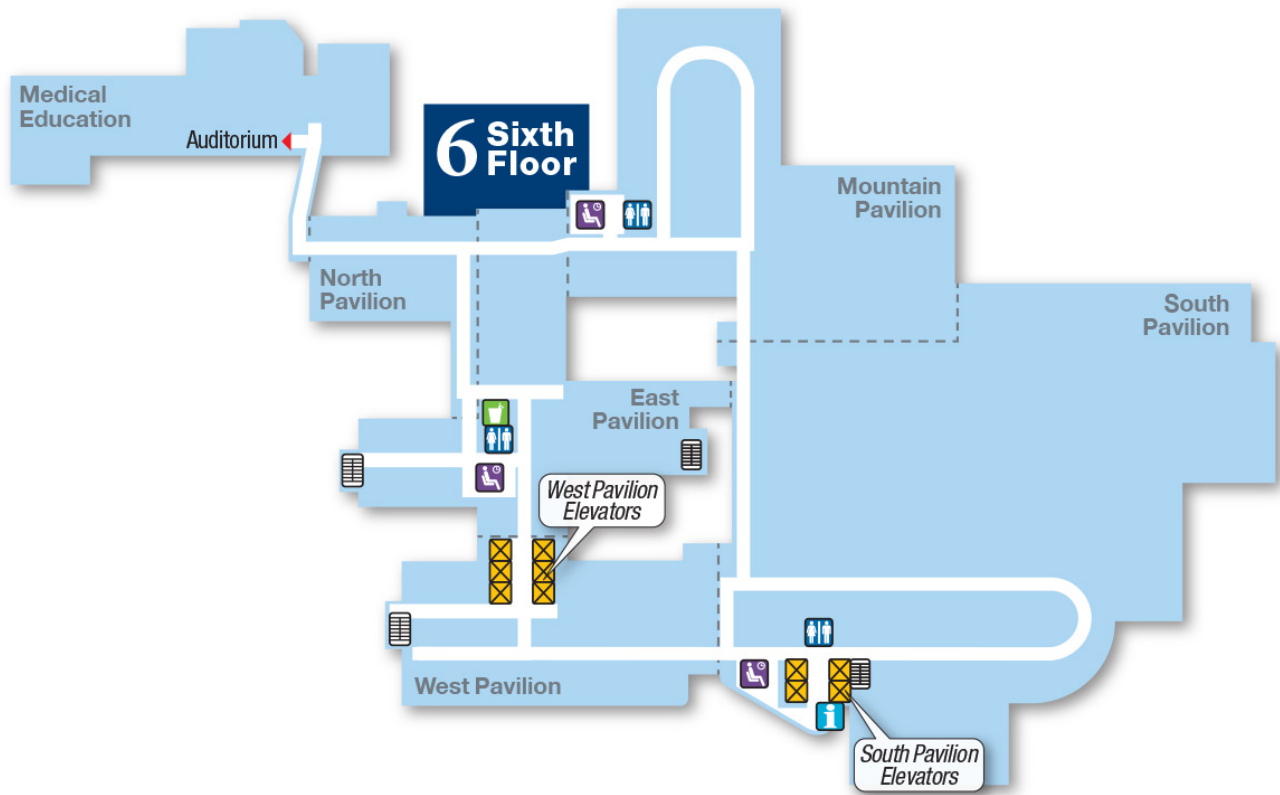 Medical
Education
Auditorium
6 Sixth
Floor
Mountain
Pavilion
North
Pavilion
South
Pavilion
East
Pavilion
West Pavilion
Elevators
West Pavilion
i
South Pavilion
Elevators